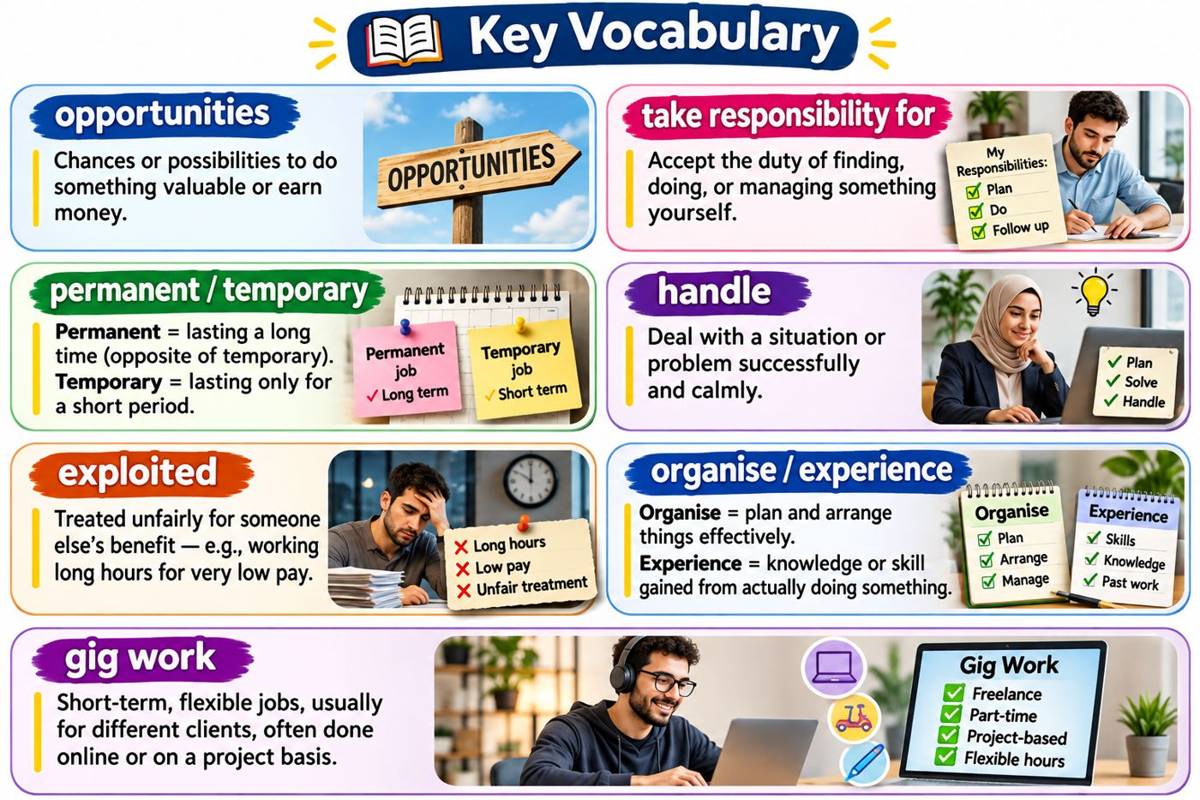 Key Vocabulary
opportunities
Chances or possibilities to do
something valuable or earn
money.
OPPORTUNITIES
take responsibility for
Accept the duty of finding,
doing, or managing something
yourself.
My
Responsibilities:
Plan
Do
Follow up
permanent / temporary
Permanent = lasting a long
time (opposite of temporary).
Temporary = lasting only for
a short period.
Permanent
job
✓ Long term
Temporary
job
✓ Short term
handle
Deal with a situation or
problem successfully
and calmly.
✓ Plan
✓ Solve
✓ Handle
exploited
Treated unfairly for someone
else's benefit — e.g., working
long hours for very low pay.
✗ Long hours
✗ Low pay
✗ Unfair treatment
organise / experience
Organise = plan and arrange
things effectively.
Experience = knowledge or skill
gained from actually doing something.
Organise
Plan
Arrange
Manage
Experience
✓ Skills
✓ Knowledge
✓ Past work
gig work
Short-term, flexible jobs, usually
for different clients, often done
online or on a project basis.
Gig Work
Freelance
Part-time
Project-based
Flexible hours